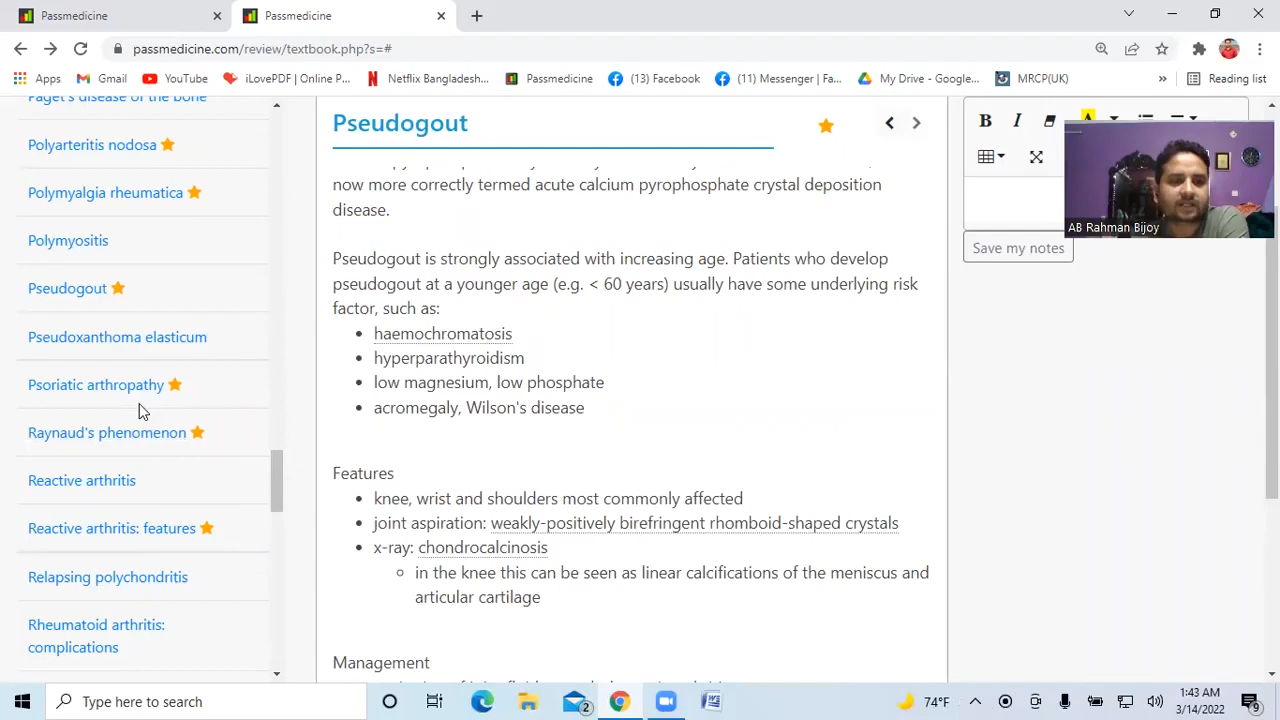 Passmedicine
Passmedicine
passmedicine.com/review/textbook.php?s=#
Apps
Gmail
YouTube
iLovePDF | Online P...
Netflix Bangladesh...
Passmedicine
(13) Facebook
(11) Messenger | Fa...
My Drive - Google...
MRCP(UK)
»
Reading list
Paget's disease of the bone
Polyarteritis nodosa
Polymyalgia rheumatica
Polymyositis
Pseudogout
Pseudoxanthoma elasticum
Psoriatic arthropathy
Raynaud's phenomenon
Reactive arthritis
Reactive arthritis: features
Relapsing polychondritis
Rheumatoid arthritis:
complications
Pseudogout
now more correctly termed acute calcium pyrophosphate crystal deposition
disease.
Pseudogout is strongly associated with increasing age. Patients who develop
pseudogout at a younger age (e.g. < 60 years) usually have some underlying risk
factor, such as:
haemochromatosis
hyperparathyroidism
low magnesium, low phosphate
acromegaly, Wilson's disease
Features
knee, wrist and shoulders most commonly affected
joint aspiration: weakly-positively birefringent rhomboid-shaped crystals
x-ray: chondrocalcinosis
in the knee this can be seen as linear calcifications of the meniscus and
articular cartilage
Management
B I A
AB Rahman Bijoy
Save my notes
Type here to search
2
W
74°F
1:43 AM
3/14/2022
9